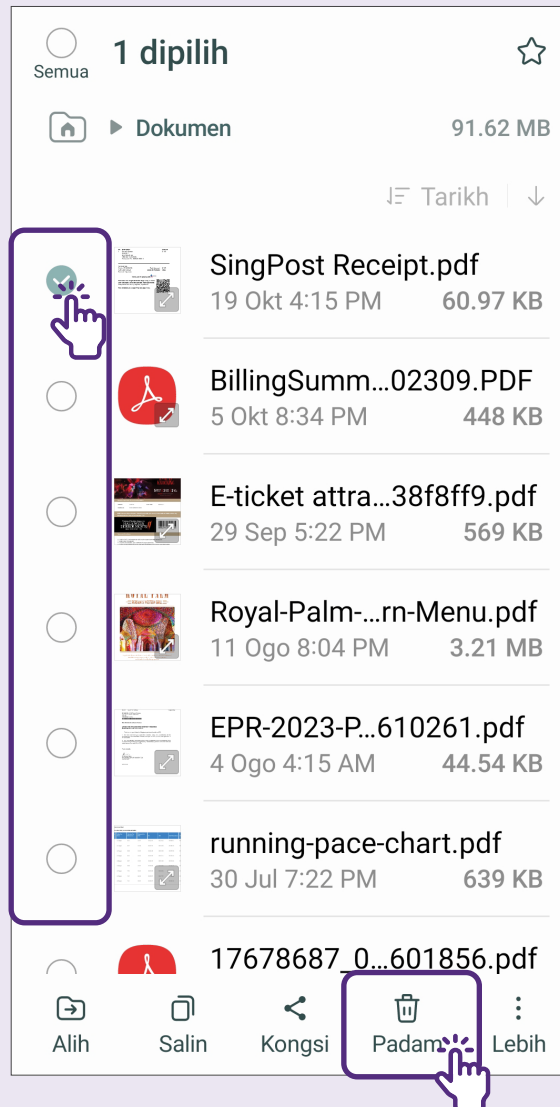 1 dipilih
Semua
Dokumen 91.62 MB
Tarikh
SingPost Receipt.pdf
19 Okt 4:15 PM 60.97 KB
BillingSumm...02309.PDF
5 Okt 8:34 PM 448 KB
E-ticket attra...38f8ff9.pdf
29 Sep 5:22 PM 569 KB
Royal-Palm-...rn-Menu.pdf
11 Ogo 8:04 PM 3.21 MB
EPR-2023-P...610261.pdf
4 Ogo 4:15 AM 44.54 KB
running-pace-chart.pdf
30 Jul 7:22 PM 639 KB
17678687_0...601856.pdf
Alih Salin Kongsi Padam Lebih